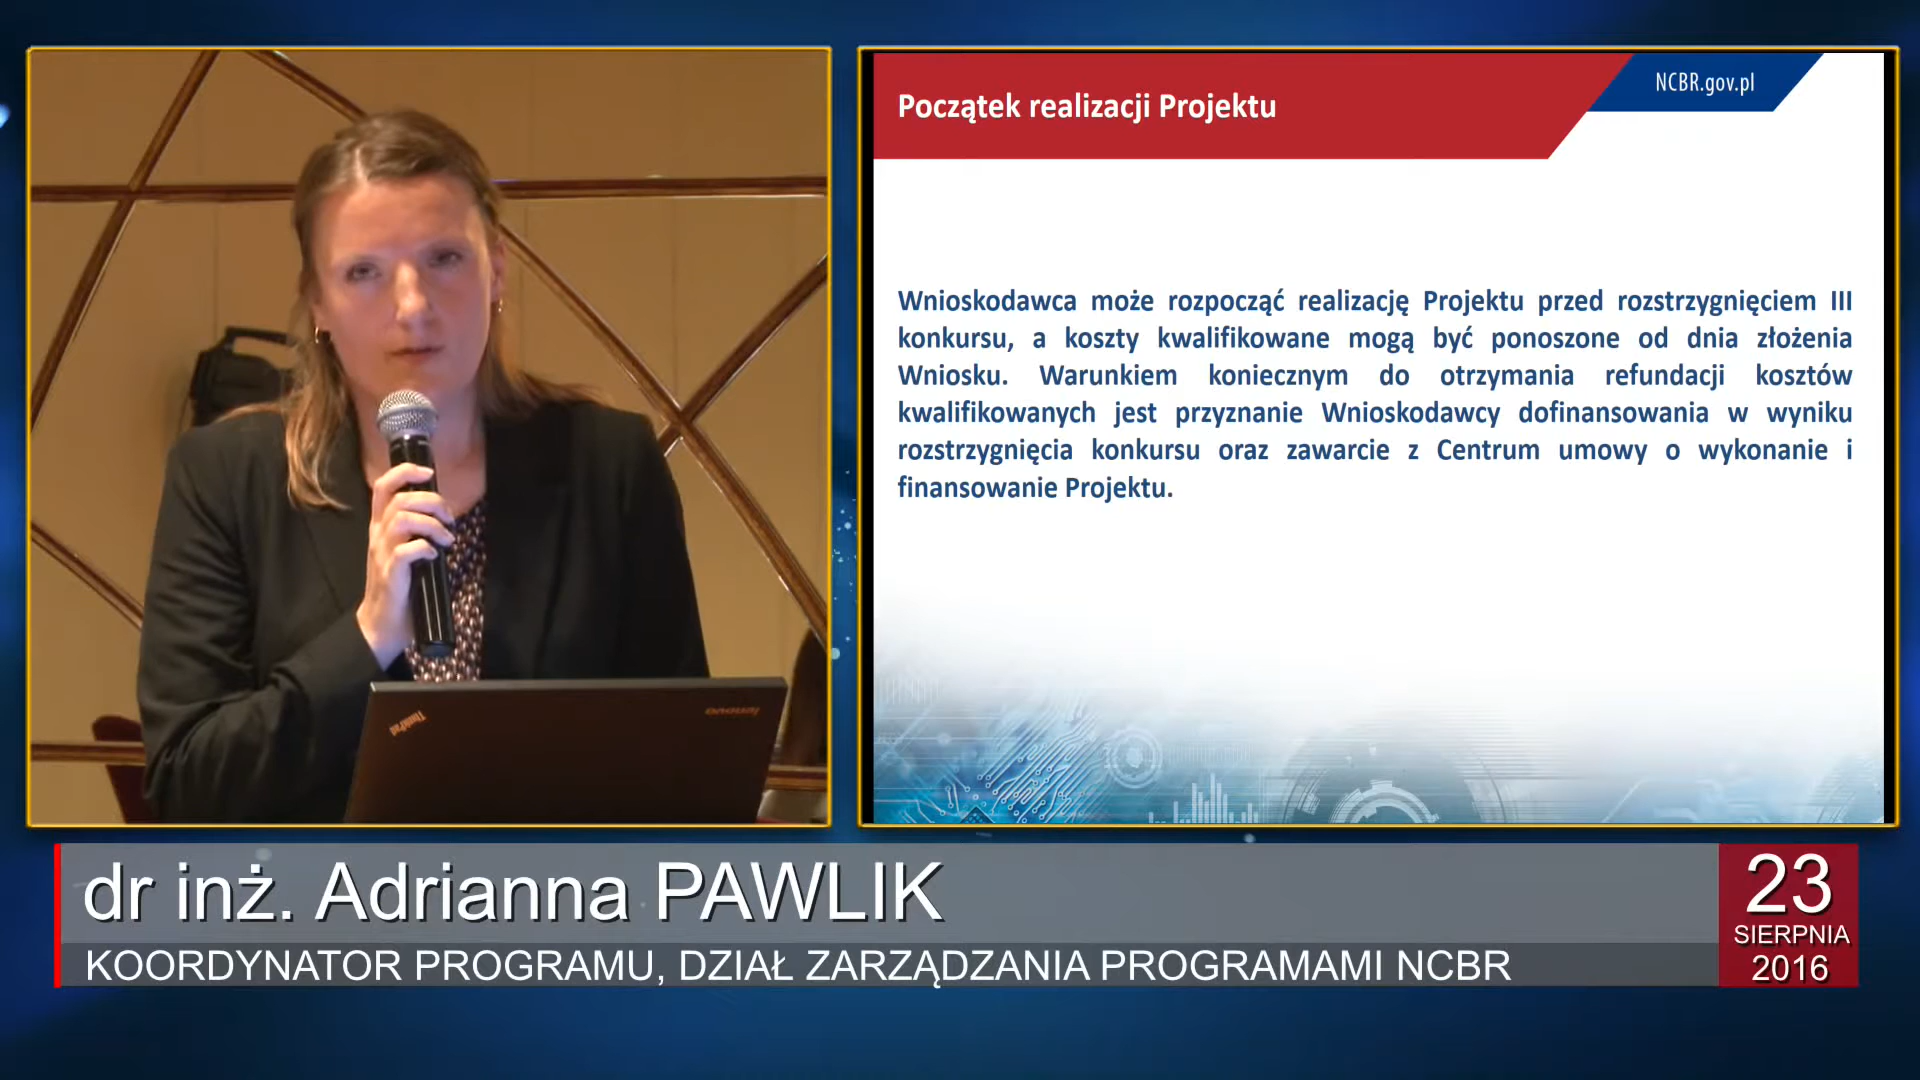 NCBR.gov.pl
Początek realizacji Projektu
Wnioskodawca może rozpocząć realizację Projektu przed rozstrzygnięciem III
konkursu, a koszty kwalifikowane mogą być ponoszone od dnia złożenia
Wniosku. Warunkiem koniecznym do otrzymania refundacji kosztów
kwalifikowanych jest przyznanie Wnioskodawcy dofinansowania w wyniku
rozstrzygnięcia konkursu oraz zawarcie z Centrum umowy o wykonanie i
finansowanie Projektu.
ThinkPad
lenovo
dr inż. Adrianna PAWLIK
KOORDYNATOR PROGRAMU, DZIAŁ ZARZĄDZANIA PROGRAMAMI NCBR
23
SIERPNIA
2016